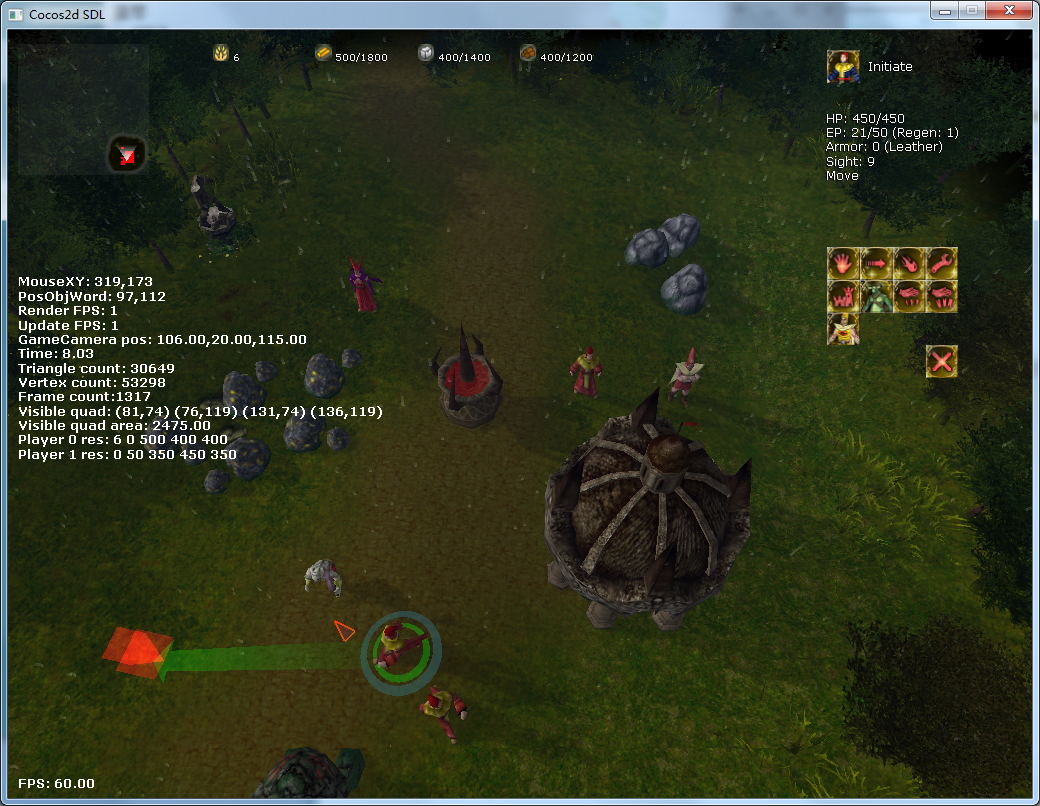 Cocos2d SDL
6
500/1800
400/1400
400/1200
Initiate
HP: 450/450
EP: 21/50 (Regen: 1)
Armor: 0 (Leather)
Sight: 9
Move
MouseXY: 319,173
PosObjWord: 97,112
Render FPS: 1
Update FPS: 1
GameCamera pos: 106.00,20.00,115.00
Time: 8.03
Triangle count: 30649
Vertex count: 53298
Frame count:1317
Visible quad: (81,74) (76,119) (131,74) (136,119)
Visible quad area: 2475.00
Player 0 res: 6 0 500 400 400
Player 1 res: 0 50 350 450 350
FPS: 60.00